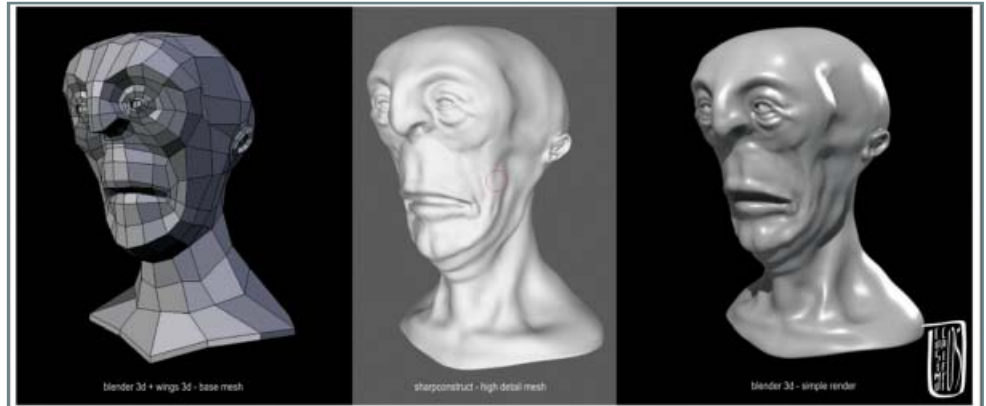 blender 3d + wings 3d - base mesh
sharpconstruct - high detail mesh
blender 3d - simple render